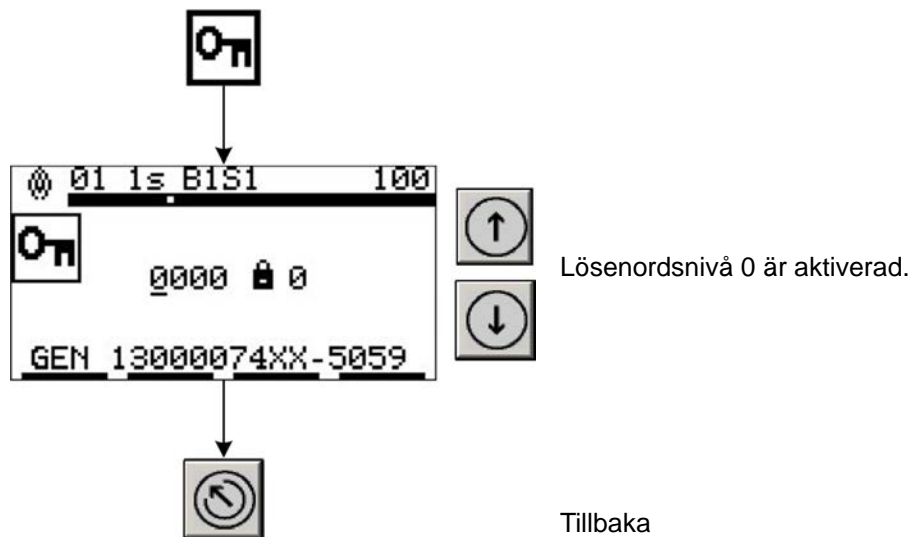 01 1s B1S1 100
0000 0
Lösenordsnivå 0 är aktiverad.
GEN 13000074XX-5059
Tillbaka